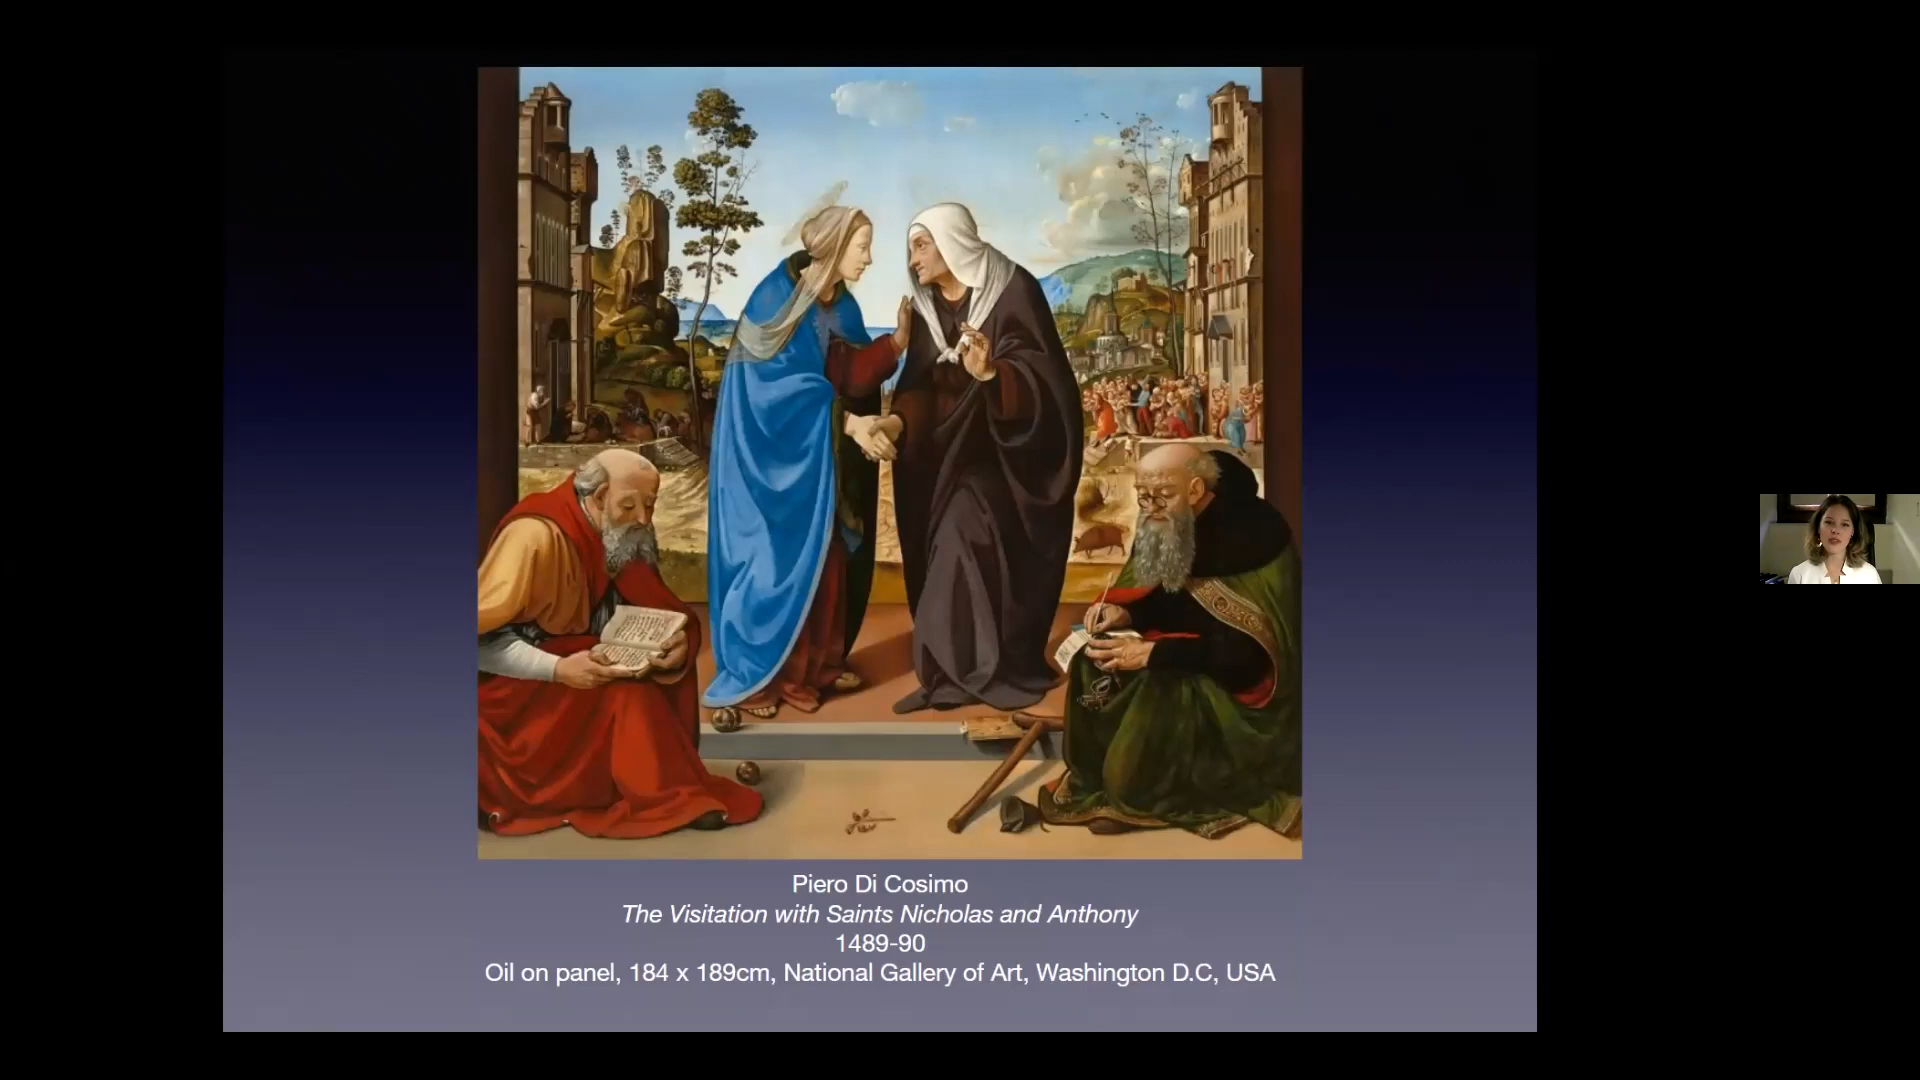 Piero Di Cosimo
The Visitation with Saints Nicholas and Anthony
1489-90
Oil on panel, 184 x 189cm, National Gallery of Art, Washington D.C, USA